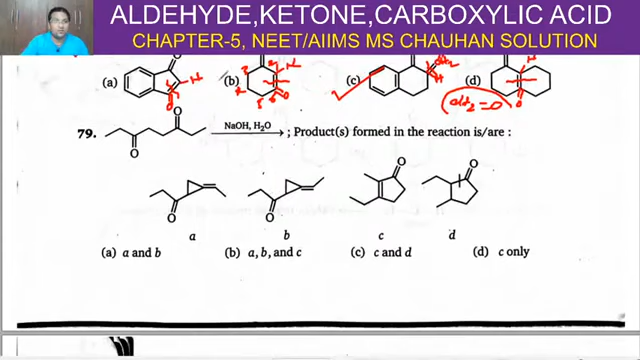 ALDEHYDE,KETONE,CARBOXYLIC ACID
CHAPTER-5, NEET/AIIMS MS CHAUHAN SOLUTION
O
H
H
H
(a) (b) (c) (d)
O
O
H
O
79.
O
O
NaOH, H₂O
; Product(s) formed in the reaction is/are :
O
O
O
O
a b c d
(a) a and b (b) a, b, and c (c) c and d (d) c only